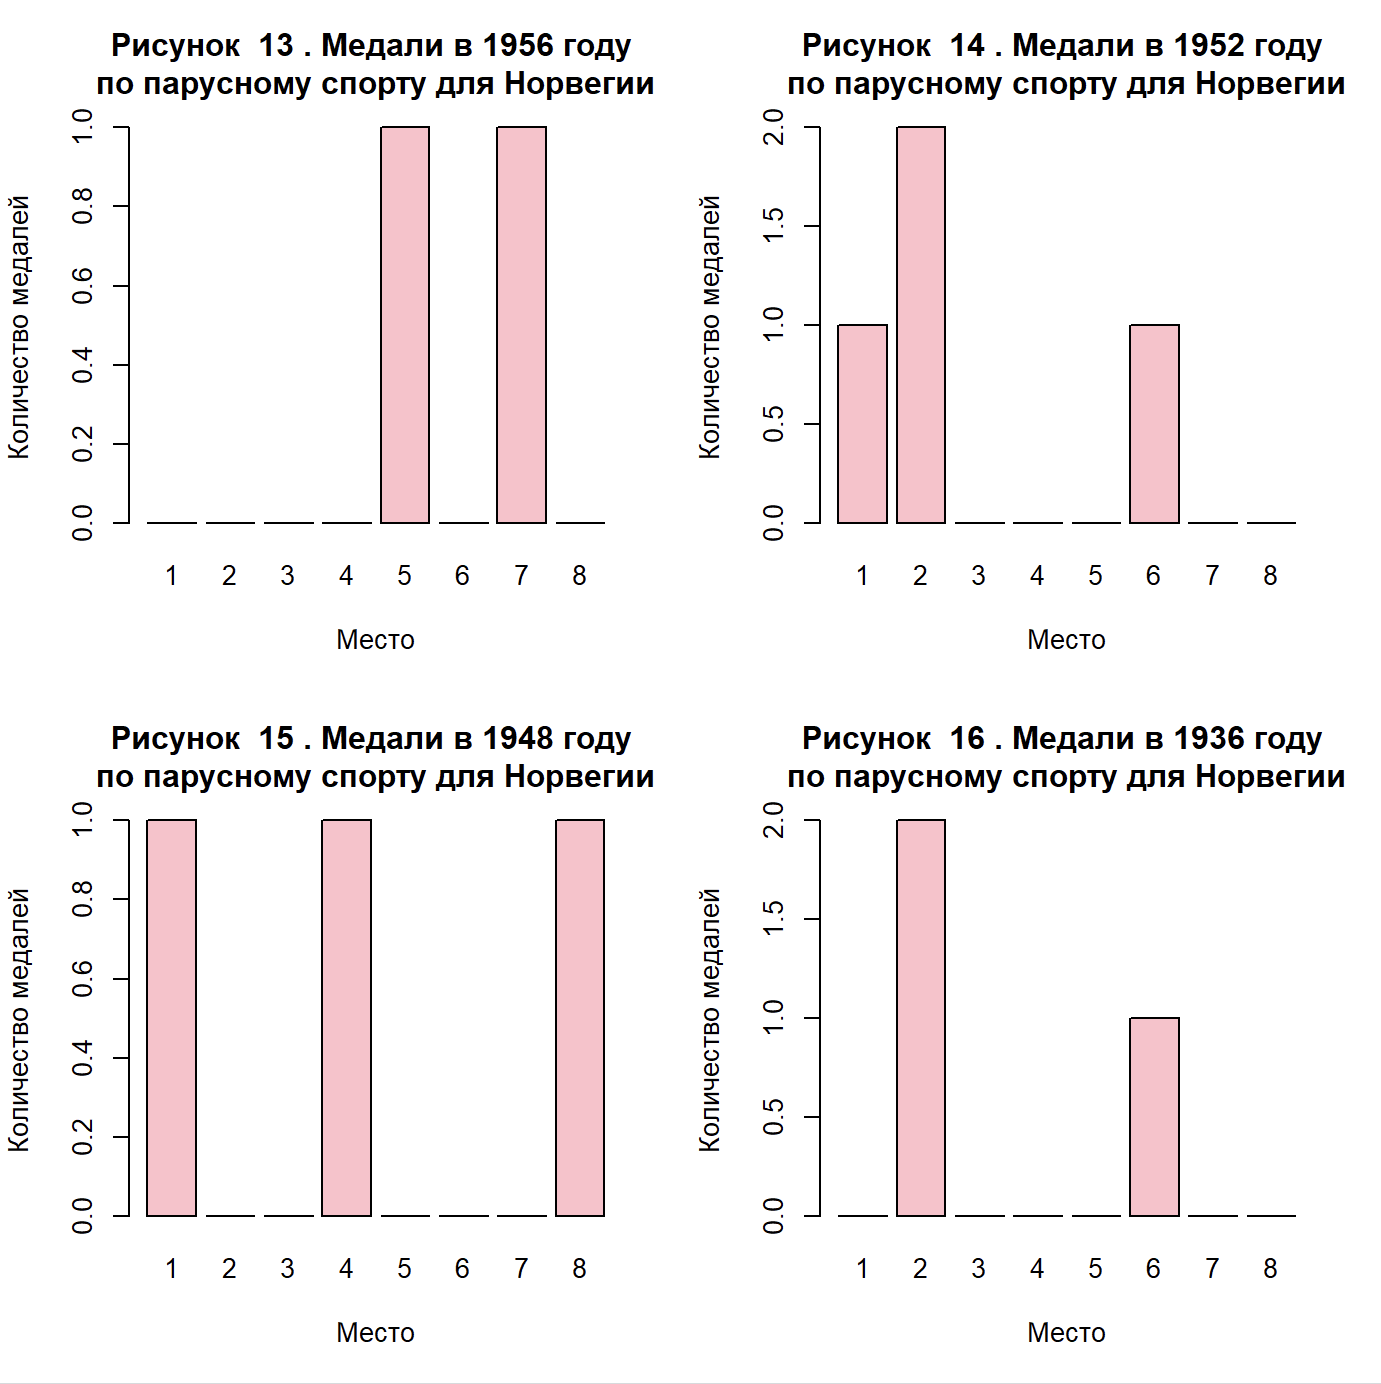 Рисунок  13 . Медали в 1956 году
по парусному спорту для Норвегии
Количество медалей
1.0
0.8
0.6
0.4
0.2
0.0
1 2 3 4 5 6 7 8
Место
Рисунок  14 . Медали в 1952 году
по парусному спорту для Норвегии
Количество медалей
2.0
1.5
1.0
0.5
0.0
1 2 3 4 5 6 7 8
Место
Рисунок  15 . Медали в 1948 году
по парусному спорту для Норвегии
Количество медалей
1.0
0.8
0.6
0.4
0.2
0.0
1 2 3 4 5 6 7 8
Место
Рисунок  16 . Медали в 1936 году
по парусному спорту для Норвегии
Количество медалей
2.0
1.5
1.0
0.5
0.0
1 2 3 4 5 6 7 8
Место